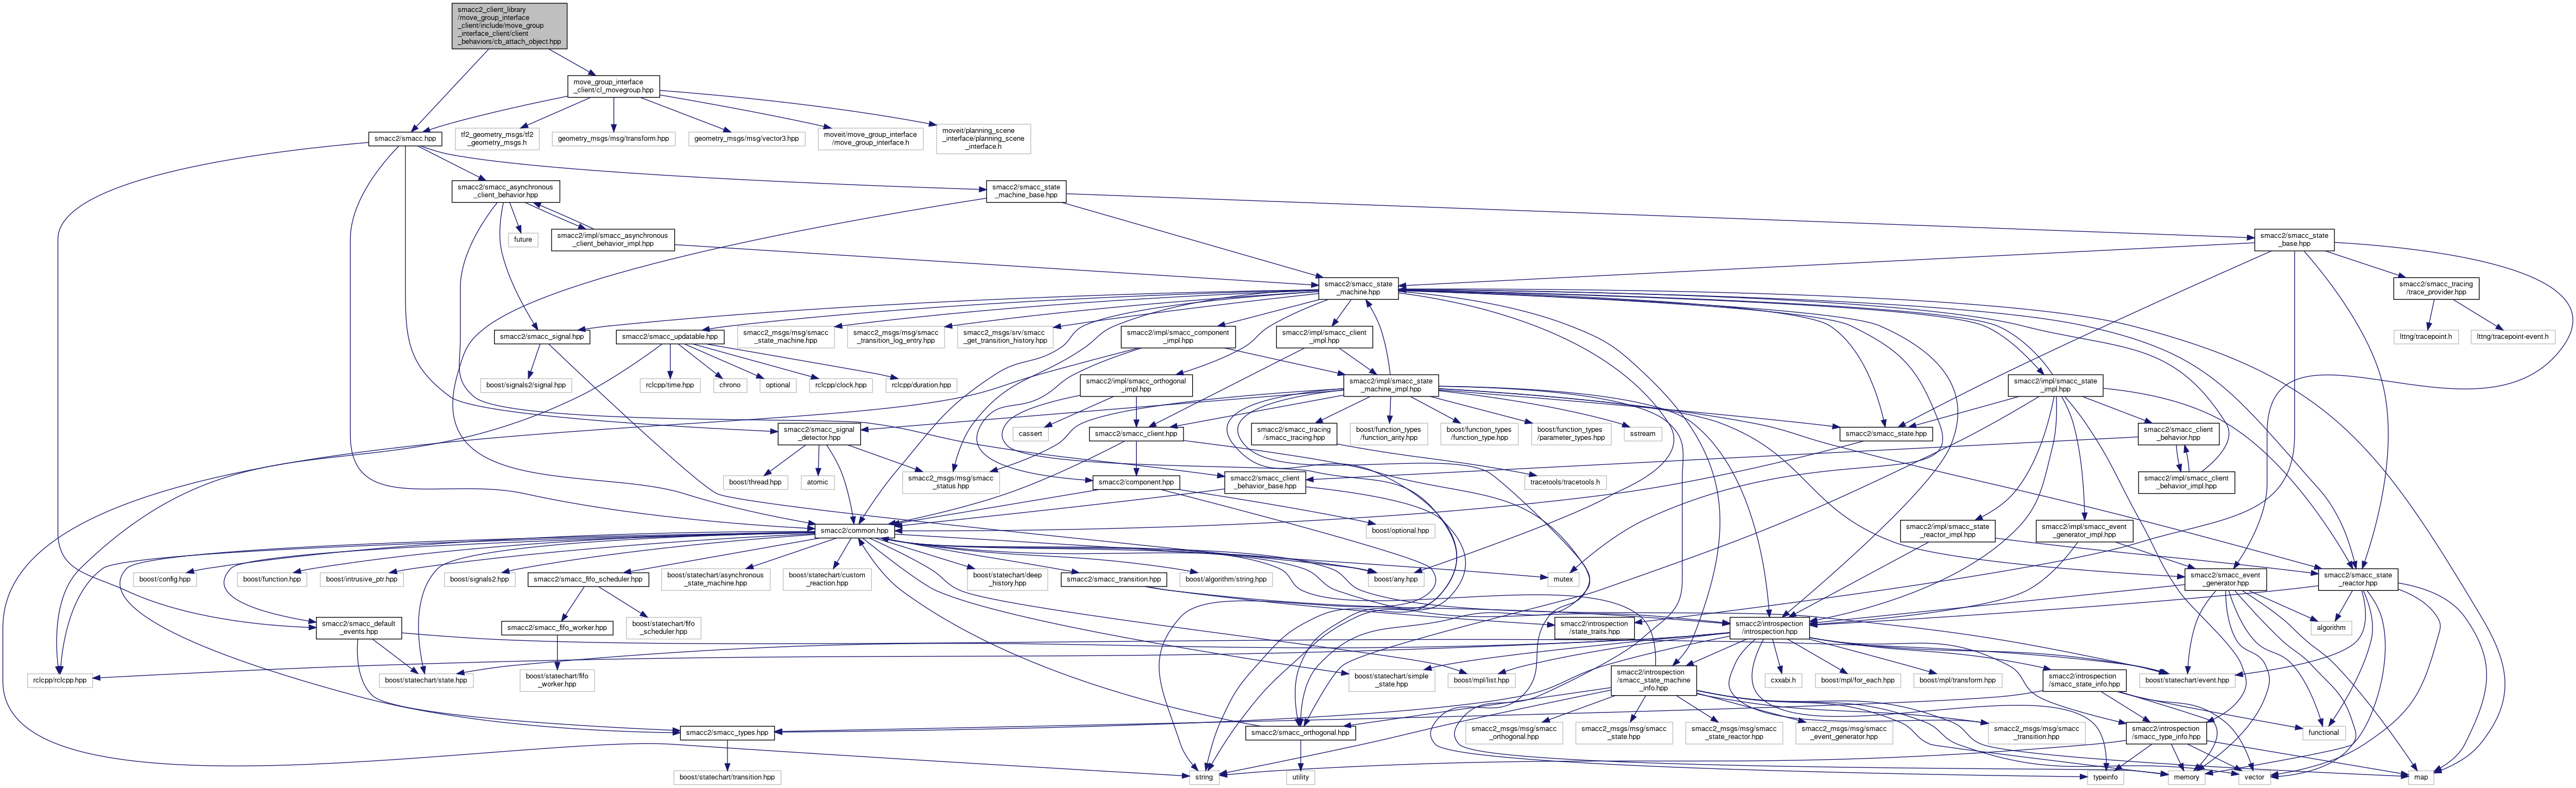 smacc2_client_library
/move_group_interface
_client/include/move_group
_interface_client/client
_behaviors/cb_attach_object.hpp
move_group_interface
_client/cl_movegroup.hpp
smacc2/smacc.hpp
tf2_geometry_msgs/tf2
_geometry_msgs.h
geometry_msgs/msg/transform.hpp
geometry_msgs/msg/vector3.hpp
moveit/move_group_interface
/move_group_interface.h
moveit/planning_scene
_interface/planning_scene
_interface.h
smacc2/smacc_asynchronous
_client_behavior.hpp
smacc2/smacc_state
_machine_base.hpp
future
smacc2/impl/smacc_asynchronous
_client_behavior_impl.hpp
smacc2/smacc_state
_base.hpp
smacc2/smacc_state
_machine.hpp
smacc2/smacc_tracing
/trace_provider.hpp
smacc2/smacc_signal.hpp
smacc2/smacc_updatable.hpp
smacc2_msgs/msg/smacc
_state_machine.hpp
smacc2_msgs/msg/smacc
_transition_log_entry.hpp
smacc2_msgs/srv/smacc
_get_transition_history.hpp
smacc2/impl/smacc_component
_impl.hpp
smacc2/impl/smacc_client
_impl.hpp
lttng/tracepoint.h
lttng/tracepoint-event.h
boost/signals2/signal.hpp
rclcpp/time.hpp
chrono
optional
rclcpp/clock.hpp
rclcpp/duration.hpp
smacc2/impl/smacc_orthogonal
_impl.hpp
smacc2/impl/smacc_state
_machine_impl.hpp
smacc2/impl/smacc_state
_impl.hpp
smacc2/smacc_signal
_detector.hpp
cassert
smacc2/smacc_client.hpp
smacc2/smacc_tracing
/smacc_tracing.hpp
boost/function_types
/function_arity.hpp
boost/function_types
/function_type.hpp
boost/function_types
/parameter_types.hpp
sstream
smacc2/smacc_state.hpp
smacc2/smacc_client
_behavior.hpp
boost/thread.hpp
atomic
smacc2_msgs/msg/smacc
_status.hpp
smacc2/component.hpp
smacc2/smacc_client
_behavior_base.hpp
tracetools/tracetools.h
smacc2/impl/smacc_client
_behavior_impl.hpp
smacc2/common.hpp
boost/optional.hpp
smacc2/impl/smacc_state
_reactor_impl.hpp
smacc2/impl/smacc_event
_generator_impl.hpp
boost/config.hpp
boost/function.hpp
boost/intrusive_ptr.hpp
boost/signals2.hpp
smacc2/smacc_fifo_scheduler.hpp
boost/statechart/asynchronous
_state_machine.hpp
boost/statechart/custom
_reaction.hpp
boost/statechart/deep
_history.hpp
smacc2/smacc_transition.hpp
boost/algorithm/string.hpp
boost/any.hpp
mutex
smacc2/smacc_event
_generator.hpp
smacc2/smacc_state
_reactor.hpp
smacc2/smacc_default
_events.hpp
smacc2/smacc_fifo_worker.hpp
boost/statechart/fifo
_scheduler.hpp
smacc2/introspection
/state_traits.hpp
smacc2/introspection
/introspection.hpp
algorithm
rclcpp/rclcpp.hpp
boost/statechart/state.hpp
boost/statechart/fifo
_worker.hpp
boost/statechart/simple
_state.hpp
boost/mpl/list.hpp
smacc2/introspection
/smacc_state_machine
_info.hpp
cxxabi.h
boost/mpl/for_each.hpp
boost/mpl/transform.hpp
smacc2/introspection
/smacc_state_info.hpp
boost/statechart/event.hpp
smacc2/smacc_types.hpp
smacc2/smacc_orthogonal.hpp
smacc2_msgs/msg/smacc
_orthogonal.hpp
smacc2_msgs/msg/smacc
_state.hpp
smacc2_msgs/msg/smacc
_state_reactor.hpp
smacc2_msgs/msg/smacc
_event_generator.hpp
smacc2_msgs/msg/smacc
_transition.hpp
smacc2/introspection
/smacc_type_info.hpp
functional
boost/statechart/transition.hpp
string
utility
typeinfo
memory
vector
map